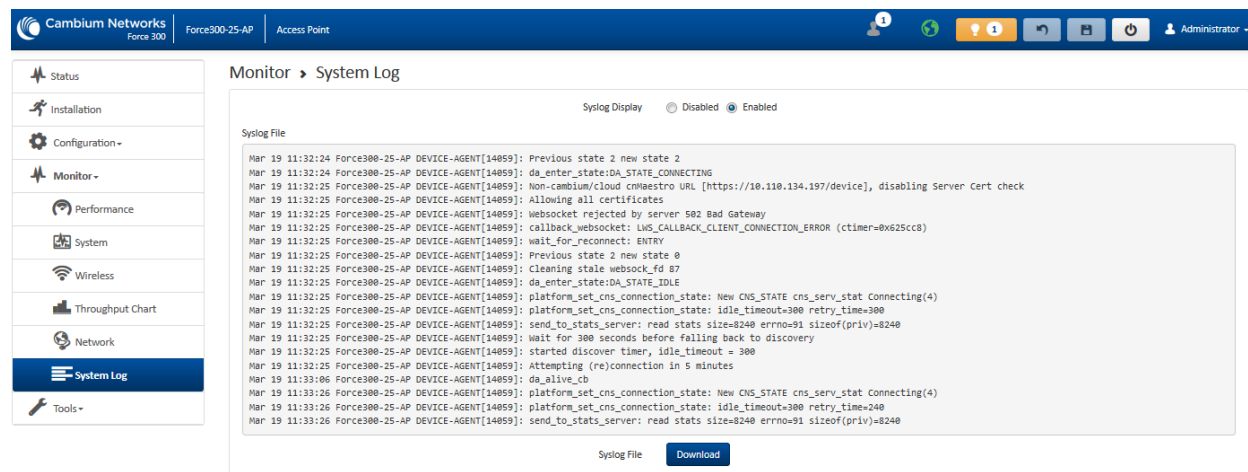 Cambium Networks
Force 300
Force300-25-AP
Access Point
1
1
Administrator
Status
Installation
Configuration
Monitor
Performance
System
Wireless
Throughput Chart
Network
System Log
Tools
Monitor › System Log
Syslog Display Disabled Enabled
Syslog File
Mar 19 11:32:24 Force300-25-AP DEVICE-AGENT[14059]: Previous state 2 new state 2
Mar 19 11:32:24 Force300-25-AP DEVICE-AGENT[14059]: da_enter_state:DA_STATE_CONNECTING
Mar 19 11:32:25 Force300-25-AP DEVICE-AGENT[14059]: Non-cambium/cloud cnMaestro URL [https://10.110.134.197/device], disabling Server Cert check
Mar 19 11:32:25 Force300-25-AP DEVICE-AGENT[14059]: Allowing all certificates
Mar 19 11:32:25 Force300-25-AP DEVICE-AGENT[14059]: Websocket rejected by server 502 Bad Gateway
Mar 19 11:32:25 Force300-25-AP DEVICE-AGENT[14059]: callback_websocket: LWS_CALLBACK_CLIENT_CONNECTION_ERROR (ctimer=0x625cc8)
Mar 19 11:32:25 Force300-25-AP DEVICE-AGENT[14059]: wait_for_reconnect: ENTRY
Mar 19 11:32:25 Force300-25-AP DEVICE-AGENT[14059]: Previous state 2 new state 0
Mar 19 11:32:25 Force300-25-AP DEVICE-AGENT[14059]: Cleaning stale websock_fd 87
Mar 19 11:32:25 Force300-25-AP DEVICE-AGENT[14059]: da_enter_state:DA_STATE_IDLE
Mar 19 11:32:25 Force300-25-AP DEVICE-AGENT[14059]: platform_set_cns_connection_state: New CNS_STATE cns_serv_stat Connecting(4)
Mar 19 11:32:25 Force300-25-AP DEVICE-AGENT[14059]: platform_set_cns_connection_state: idle_timeout=300 retry_time=300
Mar 19 11:32:25 Force300-25-AP DEVICE-AGENT[14059]: send_to_stats_server: read stats size=8240 errno=91 sizeof(priv)=8240
Mar 19 11:32:25 Force300-25-AP DEVICE-AGENT[14059]: Wait for 300 seconds before falling back to discovery
Mar 19 11:32:25 Force300-25-AP DEVICE-AGENT[14059]: started discover timer, idle_timeout = 300
Mar 19 11:32:25 Force300-25-AP DEVICE-AGENT[14059]: Attempting (re)connection in 5 minutes
Mar 19 11:33:06 Force300-25-AP DEVICE-AGENT[14059]: da_alive_cb
Mar 19 11:33:26 Force300-25-AP DEVICE-AGENT[14059]: platform_set_cns_connection_state: New CNS_STATE cns_serv_stat Connecting(4)
Mar 19 11:33:26 Force300-25-AP DEVICE-AGENT[14059]: platform_set_cns_connection_state: idle_timeout=300 retry_time=240
Mar 19 11:33:26 Force300-25-AP DEVICE-AGENT[14059]: send_to_stats_server: read stats size=8240 errno=91 sizeof(priv)=8240
Syslog File Download